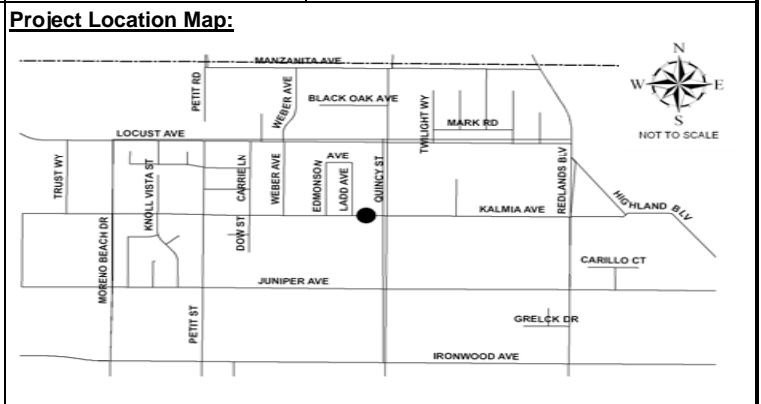 Project Location Map:
MANZANITA AVE
N
W
E
S
NOT TO SCALE
PETIT RD
WEBER AVE
BLACK OAK AVE
TWILIGHT WY
MARK RD
LOCUST AVE
TRUST WY
KNOLL VISTA ST
CARRIE LN
WEBER AVE
EDMONSON
AVE
LADD AVE
QUINCY ST
REDLANDS BLV
HIGHLAND BLV
KALMIA AVE
MORENO BEACH DR
DOW ST
CARILLO CT
JUNIPER AVE
PETIT ST
GRELCK DR
IRONWOOD AVE